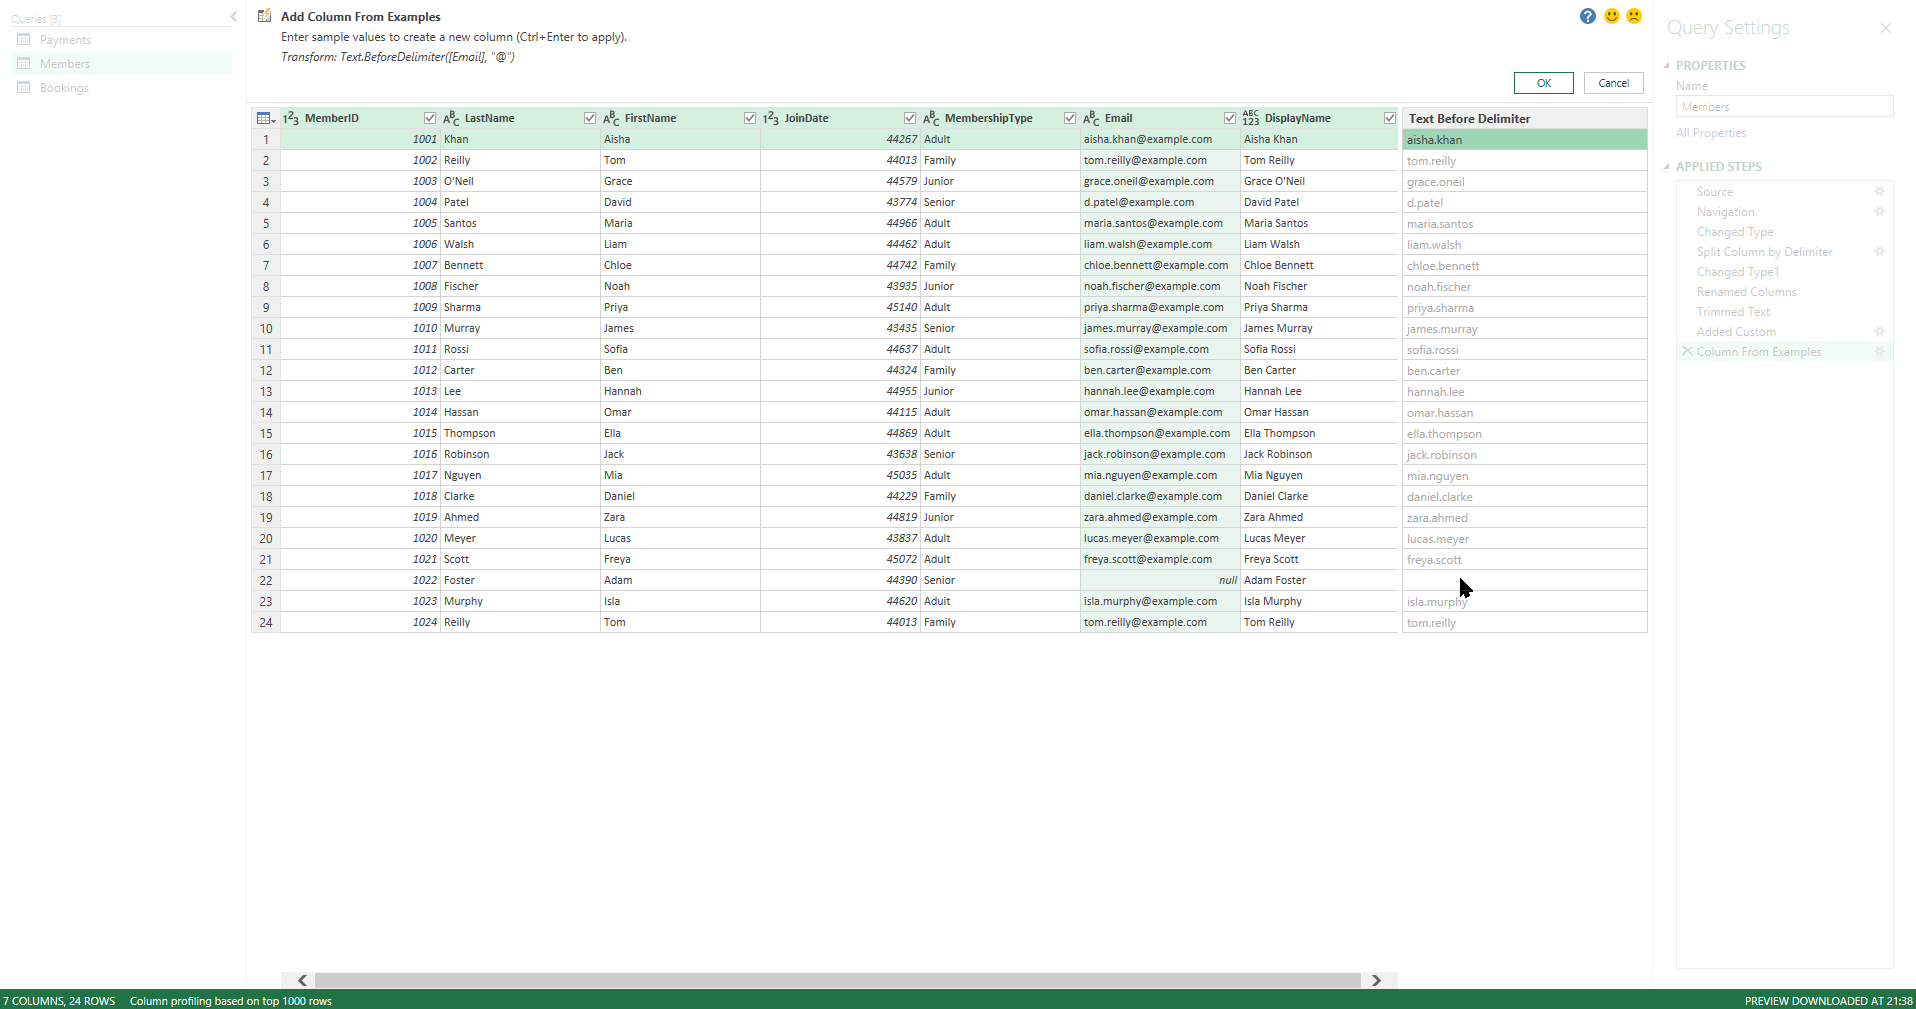 Queries [3]
Payments
Members
Bookings
Add Column From Examples
Enter sample values to create a new column (Ctrl+Enter to apply).
Transform: Text.BeforeDelimiter([Email], "@")
OK Cancel
MemberID LastName FirstName JoinDate MembershipType Email DisplayName Text Before Delimiter
1 1001 Khan Aisha 44267 Adult aisha.khan@example.com Aisha Khan aisha.khan
2 1002 Reilly Tom 44013 Family tom.reilly@example.com Tom Reilly tom.reilly
3 1003 O'Neil Grace 44579 Junior grace.oneil@example.com Grace O'Neil grace.oneil
4 1004 Patel David 43774 Senior d.patel@example.com David Patel d.patel
5 1005 Santos Maria 44966 Adult maria.santos@example.com Maria Santos maria.santos
6 1006 Walsh Liam 44462 Adult liam.walsh@example.com Liam Walsh liam.walsh
7 1007 Bennett Chloe 44742 Family chloe.bennett@example.com Chloe Bennett chloe.bennett
8 1008 Fischer Noah 43935 Junior noah.fischer@example.com Noah Fischer noah.fischer
9 1009 Sharma Priya 45140 Adult priya.sharma@example.com Priya Sharma priya.sharma
10 1010 Murray James 43435 Senior james.murray@example.com James Murray james.murray
11 1011 Rossi Sofia 44637 Adult sofia.rossi@example.com Sofia Rossi sofia.rossi
12 1012 Carter Ben 44324 Family ben.carter@example.com Ben Carter ben.carter
13 1013 Lee Hannah 44955 Junior hannah.lee@example.com Hannah Lee hannah.lee
14 1014 Hassan Omar 44115 Adult omar.hassan@example.com Omar Hassan omar.hassan
15 1015 Thompson Ella 44869 Adult ella.thompson@example.com Ella Thompson ella.thompson
16 1016 Robinson Jack 43638 Senior jack.robinson@example.com Jack Robinson jack.robinson
17 1017 Nguyen Mia 45035 Adult mia.nguyen@example.com Mia Nguyen mia.nguyen
18 1018 Clarke Daniel 44229 Family daniel.clarke@example.com Daniel Clarke daniel.clarke
19 1019 Ahmed Zara 44819 Junior zara.ahmed@example.com Zara Ahmed zara.ahmed
20 1020 Meyer Lucas 43837 Adult lucas.meyer@example.com Lucas Meyer lucas.meyer
21 1021 Scott Freya 45072 Adult freya.scott@example.com Freya Scott freya.scott
22 1022 Foster Adam 44390 Senior null Adam Foster
23 1023 Murphy Isla 44620 Aduit isla.murphy@example.com Isla Murphy isla.murphy
24 1024 Reilly Tom 44013 Family tom.reilly@example.com Tom Reilly tom.reilly
Query Settings
PROPERTIES
Name
Members
All Properties
APPLIED STEPS
Source
Navigation
Changed Type
Split Column by Delimiter
Changed Type1
Renamed Columns
Trimmed Text
Added Custom
Column From Examples
7 COLUMNS, 24 ROWS Column profiling based on top 1000 rows PREVIEW DOWNLOADED AT 21:38